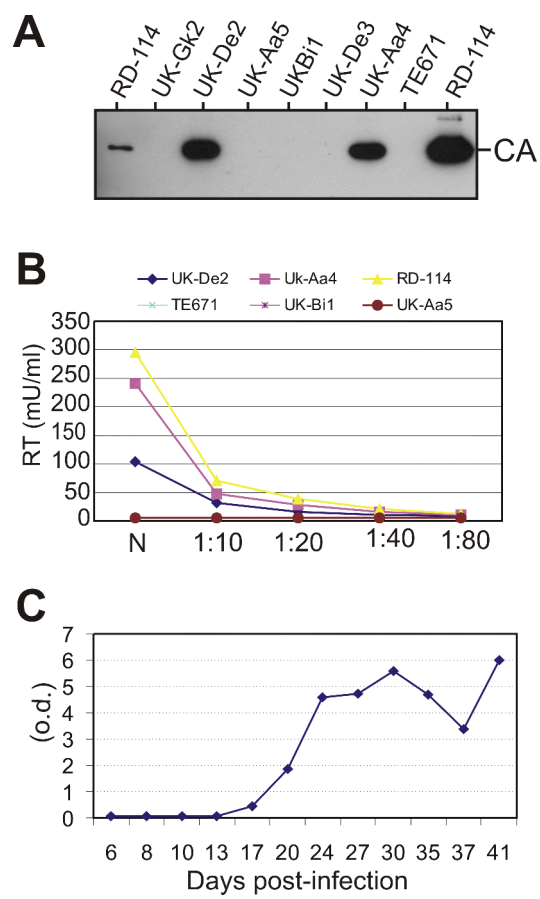 A
RD-114 UK-Gk2 UK-De2 UK-Aa5 UKBi1 UK-De3 UK-Aa4 TE671 RD-114
CA
B
UK-De2 Uk-Aa4 RD-114
TE671 UK-Bi1 UK-Aa5
RT (mU/ml)
350
300
250
200
150
100
50
0
N 1:10 1:20 1:40 1:80
C
(o.d.)
7
6
5
4
3
2
1
0
6 8 10 13 17 20 24 27 30 35 37 41
Days post-infection